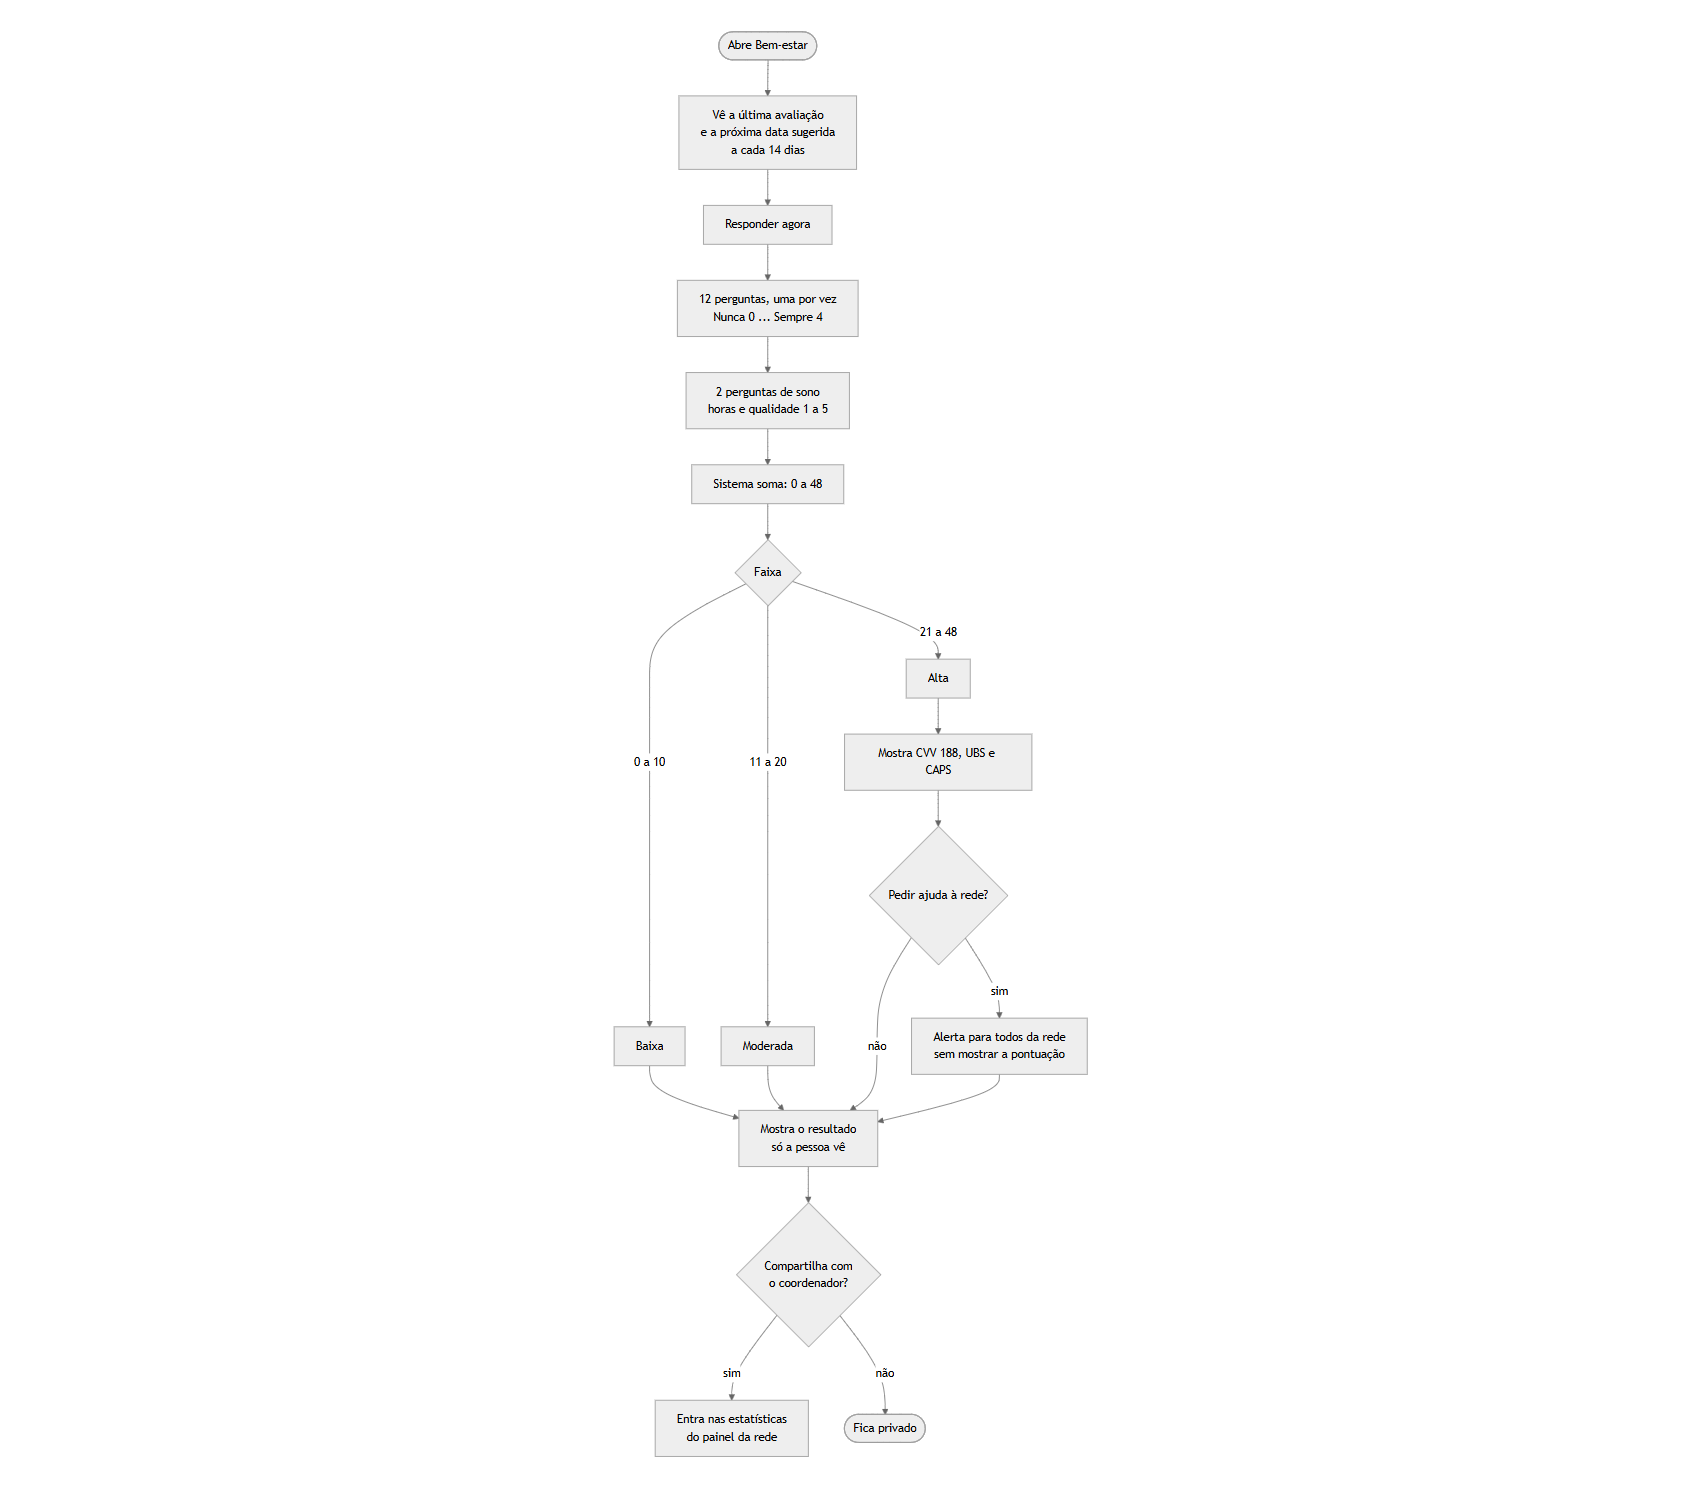 Abre Bem-estar
Vê a última avaliação
e a próxima data sugerida
a cada 14 dias
Responder agora
12 perguntas, uma por vez
Nunca 0 ... Sempre 4
2 perguntas de sono
horas e qualidade 1 a 5
Sistema soma: 0 a 48
Faixa
21 a 48
Alta
Mostra CVV 188, UBS e
CAPS
0 a 10
11 a 20
Pedir ajuda à rede?
sim
não
Baixa
Moderada
Alerta para todos da rede
sem mostrar a pontuação
Mostra o resultado
só a pessoa vê
Compartilha com
o coordenador?
sim
não
Entra nas estatísticas
do painel da rede
Fica privado